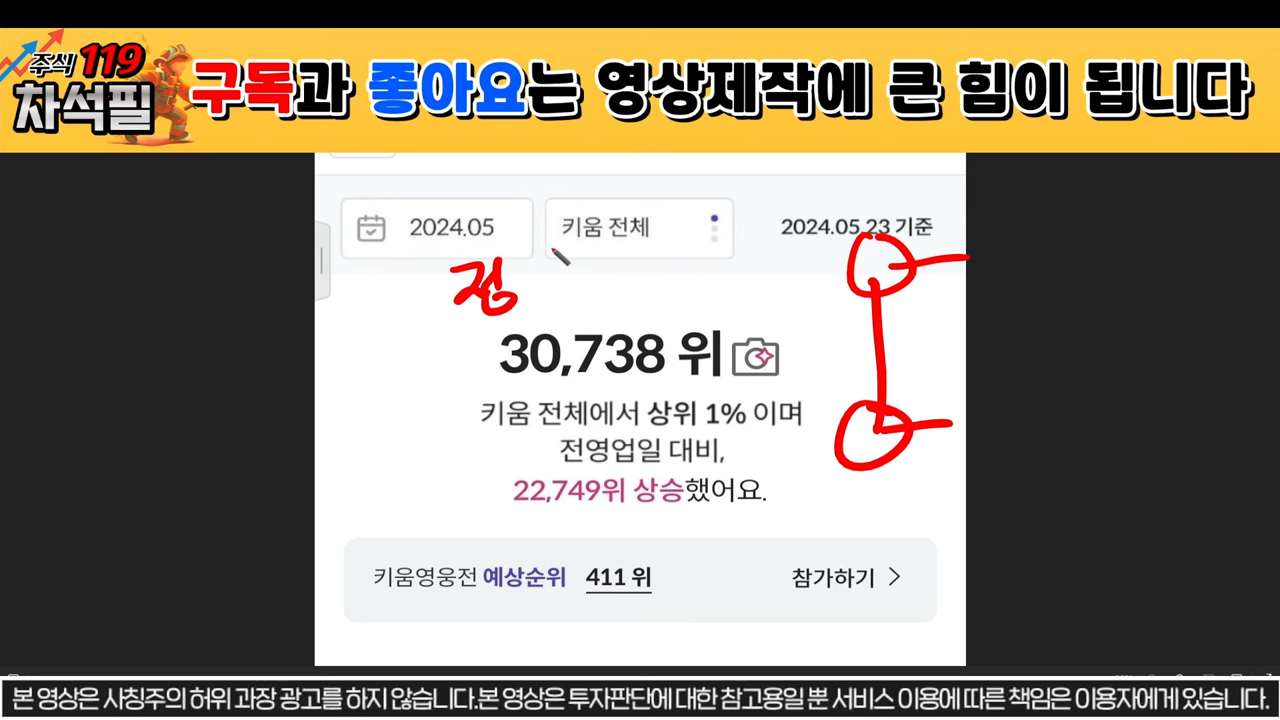 주식 119
차석필
구독과 좋아요는 영상제작에 큰 힘이 됩니다
2024.05
키움 전체
2024.05.23 기준
정
30,738 위
키움 전체에서 상위 1% 이며
전영업일 대비,
22,749위 상승했어요.
키움영웅전 예상순위 411 위
참가하기
본 영상은 사칭주의 허위 과장 광고를 하지 않습니다.본 영상은 투자판단에 대한 참고용일 뿐 서비스 이용에 따른 책임은 이용자에게 있습니다.